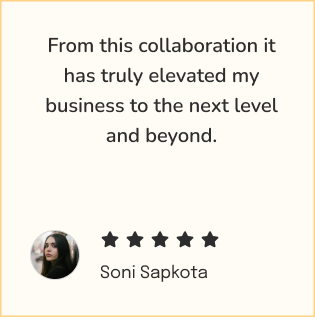 From this collaboration it
has truly elevated my
business to the next level
and beyond.
Soni Sapkota